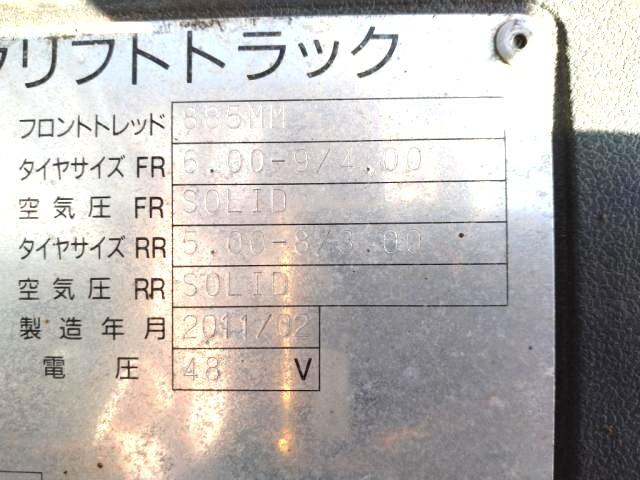 リフトトラック
フロントトレッド 885MM
タイヤサイズ FR 6.00-9/4.00
空気圧 FR SOLID
タイヤサイズ RR 5.00-8/3.00
空気圧 RR SOLID
製造年月 2011/02
電圧 48 V